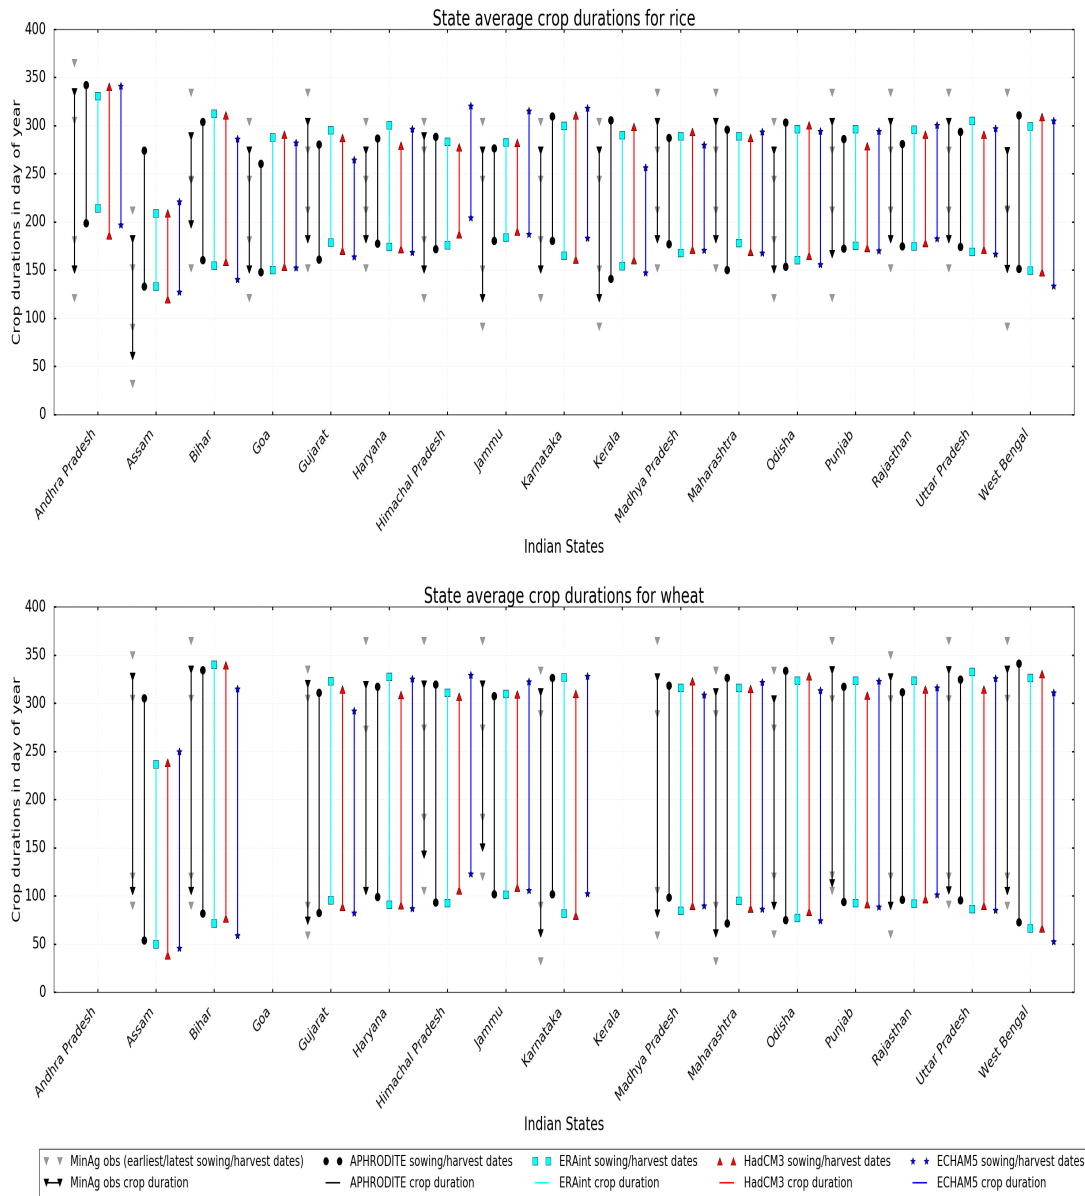 State average crop durations for rice
400
350
300
250
200
150
100
50
0
Crop durations in day of year
Andhra Pradesh
Assam
Bihar
Goa
Gujarat
Haryana
Himachal Pradesh
Jammu
Karnataka
Kerala
Madhya Pradesh
Maharashtra
Odisha
Punjab
Rajasthan
Uttar Pradesh
West Bengal
Indian States
State average crop durations for wheat
400
350
300
250
200
150
100
50
0
Crop durations in day of year
Andhra Pradesh
Assam
Bihar
Goa
Gujarat
Haryana
Himachal Pradesh
Jammu
Karnataka
Kerala
Madhya Pradesh
Maharashtra
Odisha
Punjab
Rajasthan
Uttar Pradesh
West Bengal
Indian States
MinAg obs (earliest/latest sowing/harvest dates) APHRODITE sowing/harvest dates ERAint sowing/harvest dates HadCM3 sowing/harvest dates ECHAM5 sowing/harvest dates
MinAg obs crop duration APHRODITE crop duration ERAint crop duration HadCM3 crop duration ECHAM5 crop duration